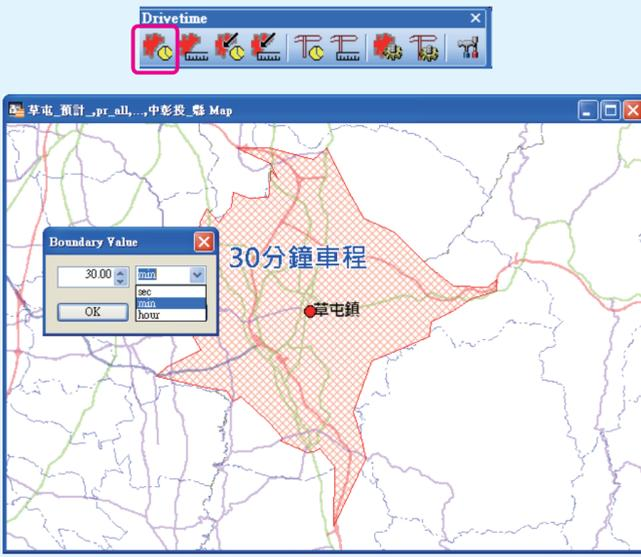 Drivetime
草屯_預計_,pr_all,...,中彰投_縣 Map
Boundary Value
30.00 min
sec
min
hour
OK
30分鐘車程
草屯鎮